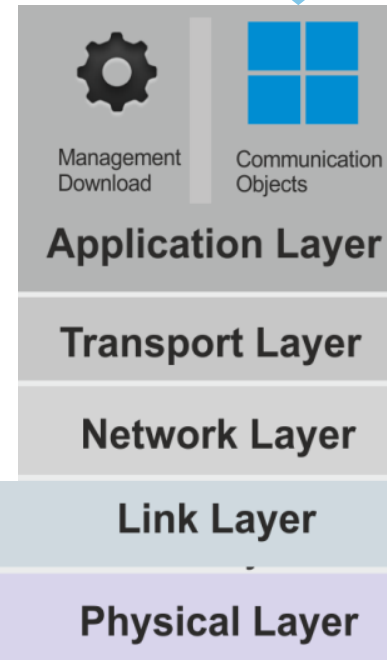 Management
Download
Communication
Objects
Application Layer
Transport Layer
Network Layer
Link Layer
Physical Layer